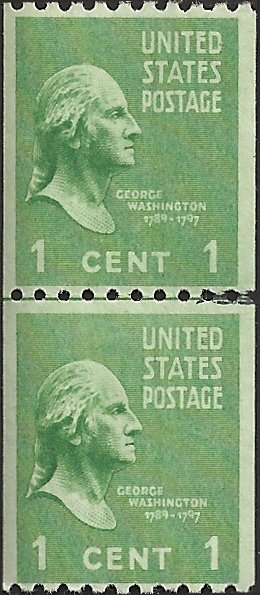 UNITED
STATES
POSTAGE
GEORGE
WASHINGTON
1789-1797
1 CENT 1
UNITED
STATES
POSTAGE
GEORGE
WASHINGTON
1789-1797
1 CENT 1